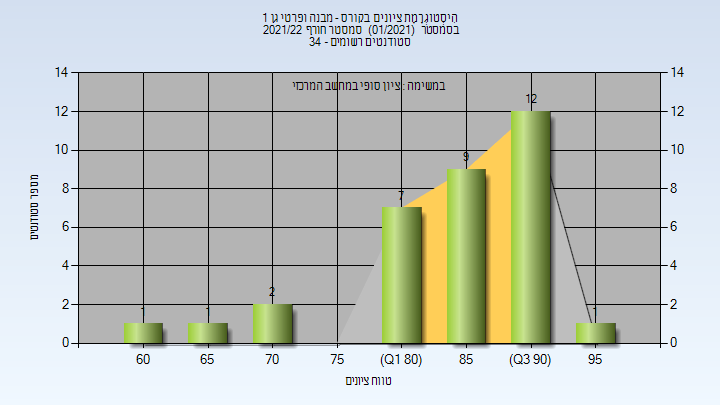 היסטוגרמת ציונים בקורס - מבנה ופרטי גן 1
בסמסטר (01/2021) סמסטר חורף 2021/22
סטודנטים רשומים - 34
במשימה : ציון סופי במחשב המרכזי
14 14
12 12
10 10
8 8
6 6
4 4
2 2
0 0
מספר סטודנטים
1 1 2 7 9 12 1
60 65 70 75 (Q1 80) 85 (Q3 90) 95
טווח ציונים